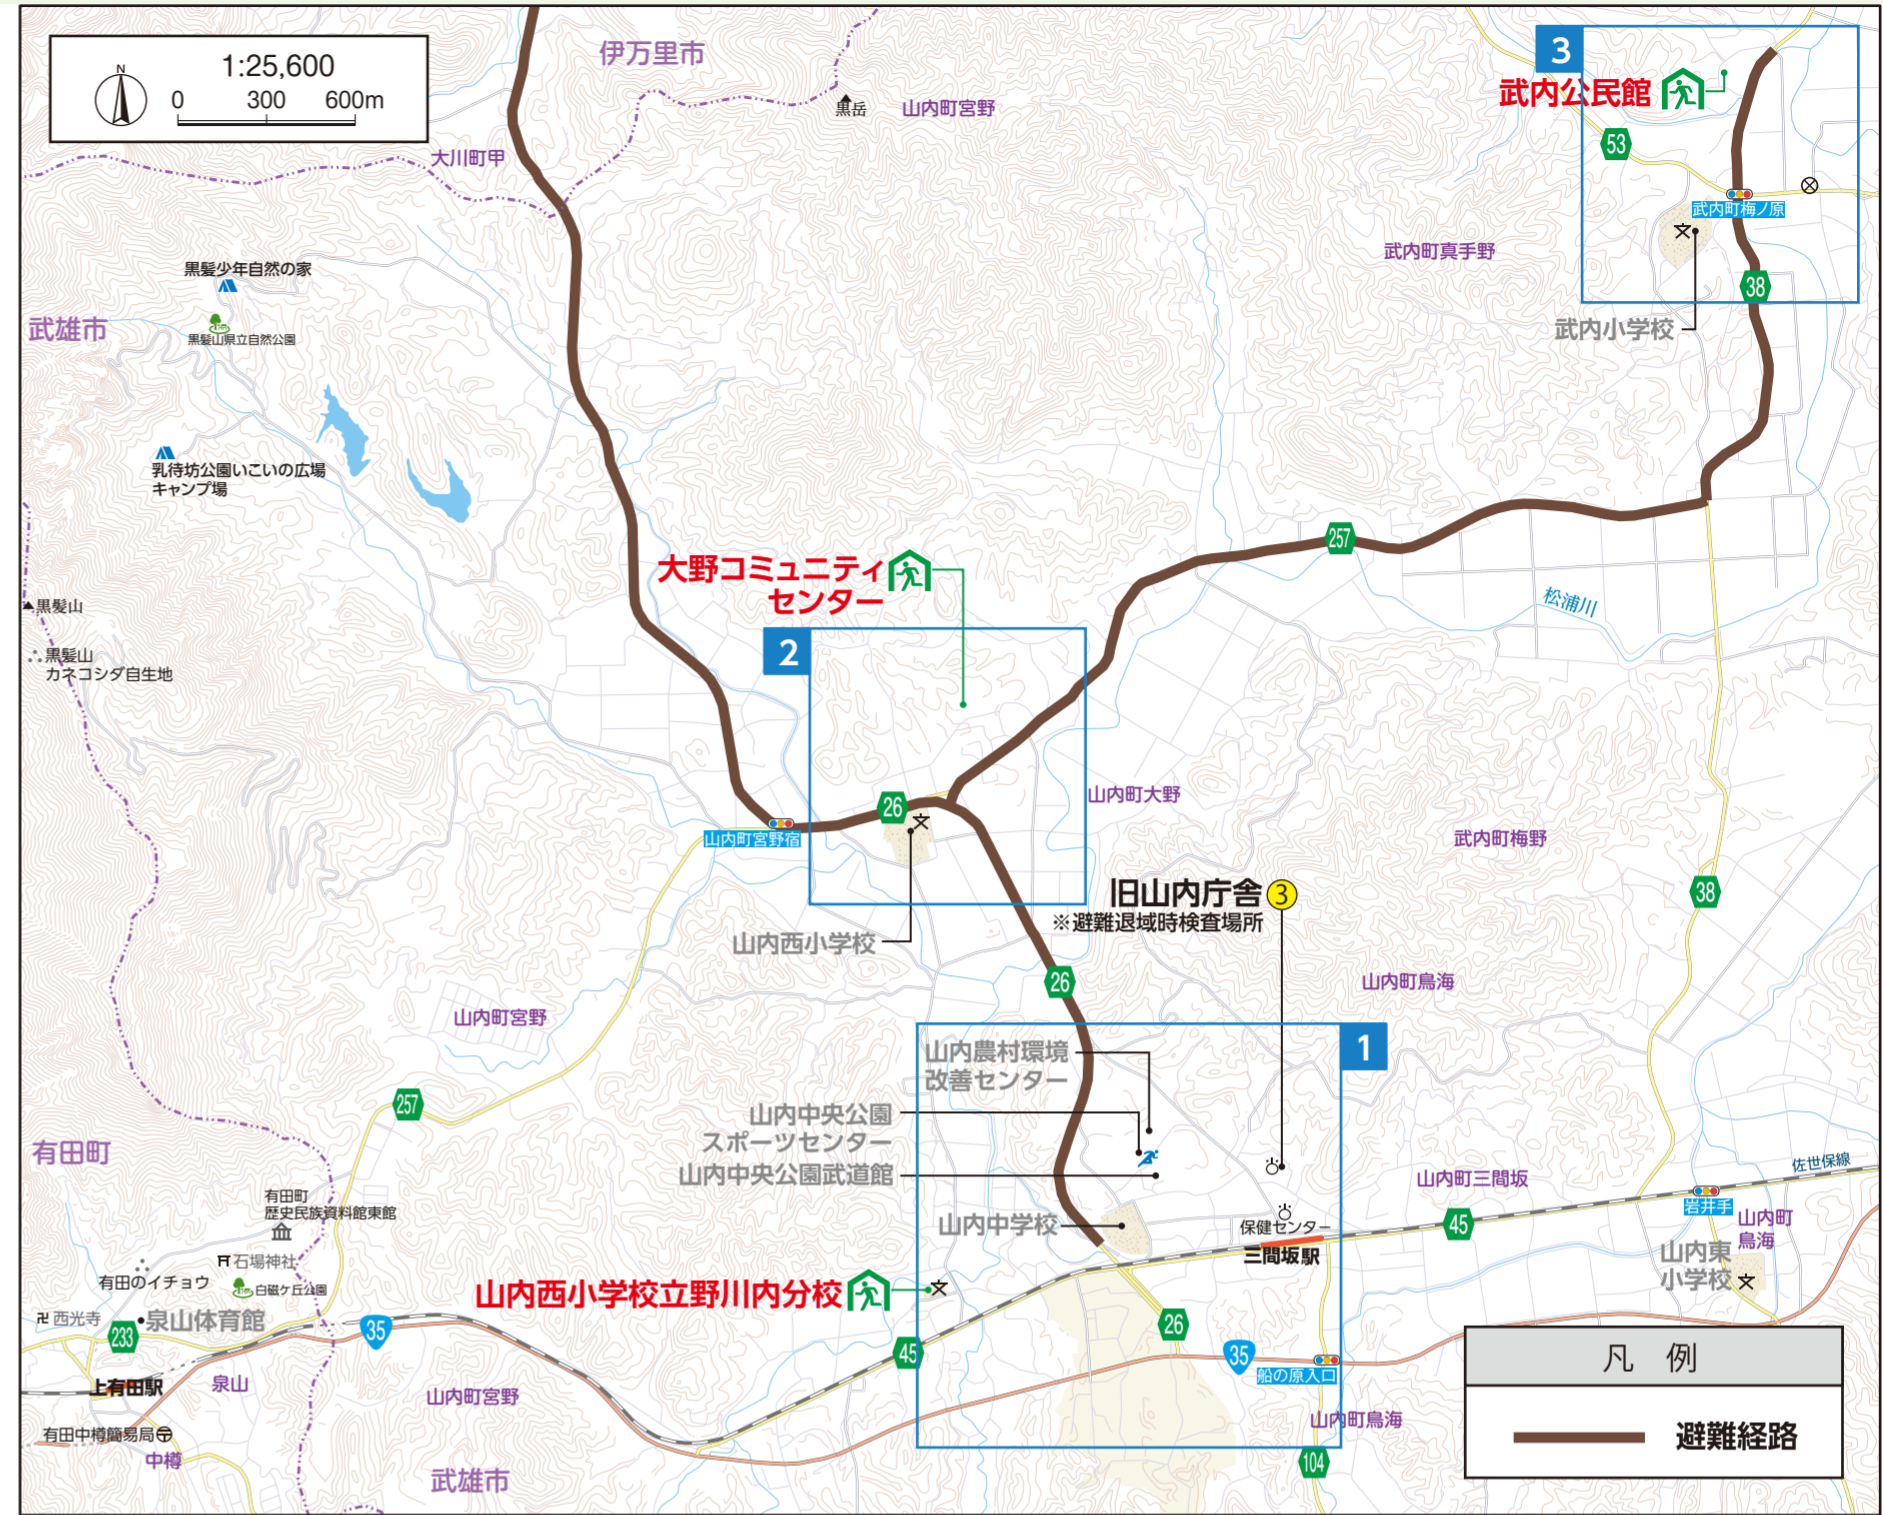 1:25,600
N
0 300 600m
伊万里市
黒岳
山内町宮野
大川町甲
3
武内公民館
53
武内町梅ノ原
武内町真手野
38
武内小学校
黒髪少年自然の家
黒髪山県立自然公園
武雄市
乳待坊公園いこいの広場
キャンプ場
257
大野コミュニティ
センター
松浦川
黒髪山
黒髪山
カネコシダ自生地
2
26
山内町宮野宿
山内町大野
武内町梅野
38
旧山内庁舎 3
※避難退域時検査場所
山内西小学校
26
山内町鳥海
山内町宮野
1
山内農村環境
改善センター
257
山内中央公園
スポーツセンター
山内中央公園武道館
有田町
山内町三間坂
佐世保線
岩井手
山内町
鳥海
有田町
歴史民族資料館東館
山内中学校
保健センター
三間坂駅
45
山内東
小学校
石場神社
有田のイチョウ
白磁ケ丘公園
山内西小学校立野川内分校
西光寺
泉山体育館
233
35
45
26
35
船の原入口
上有田駅
泉山
山内町宮野
山内町鳥海
有田中樽簡易局
中樽
武雄市
104
凡 例
避難経路